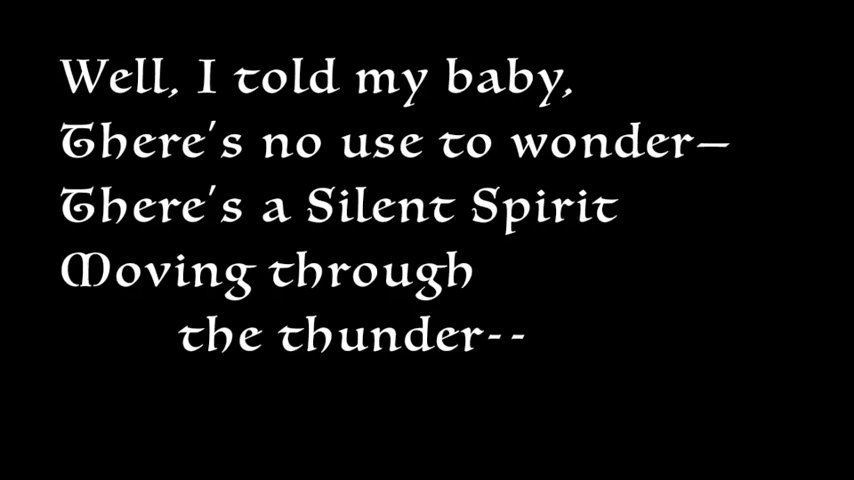 Well, I told my baby,
There's no use to wonder—
There's a Silent Spirit
Moving through
the thunder--